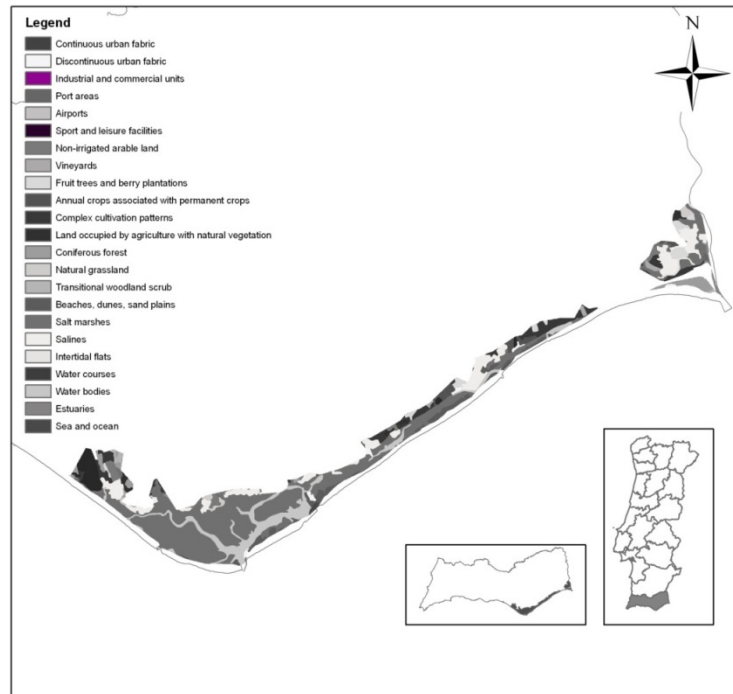 Legend
Continuous urban fabric
Discontinuous urban fabric
Industrial and commercial units
Port areas
Airports
Sport and leisure facilities
Non-irrigated arable land
Vineyards
Fruit trees and berry plantations
Annual crops associated with permanent crops
Complex cultivation patterns
Land occupied by agriculture with natural vegetation
Coniferous forest
Natural grassland
Transitional woodland scrub
Beaches, dunes, sand plains
Salt marshes
Salines
Intertidal flats
Water courses
Water bodies
Estuaries
Sea and ocean
N